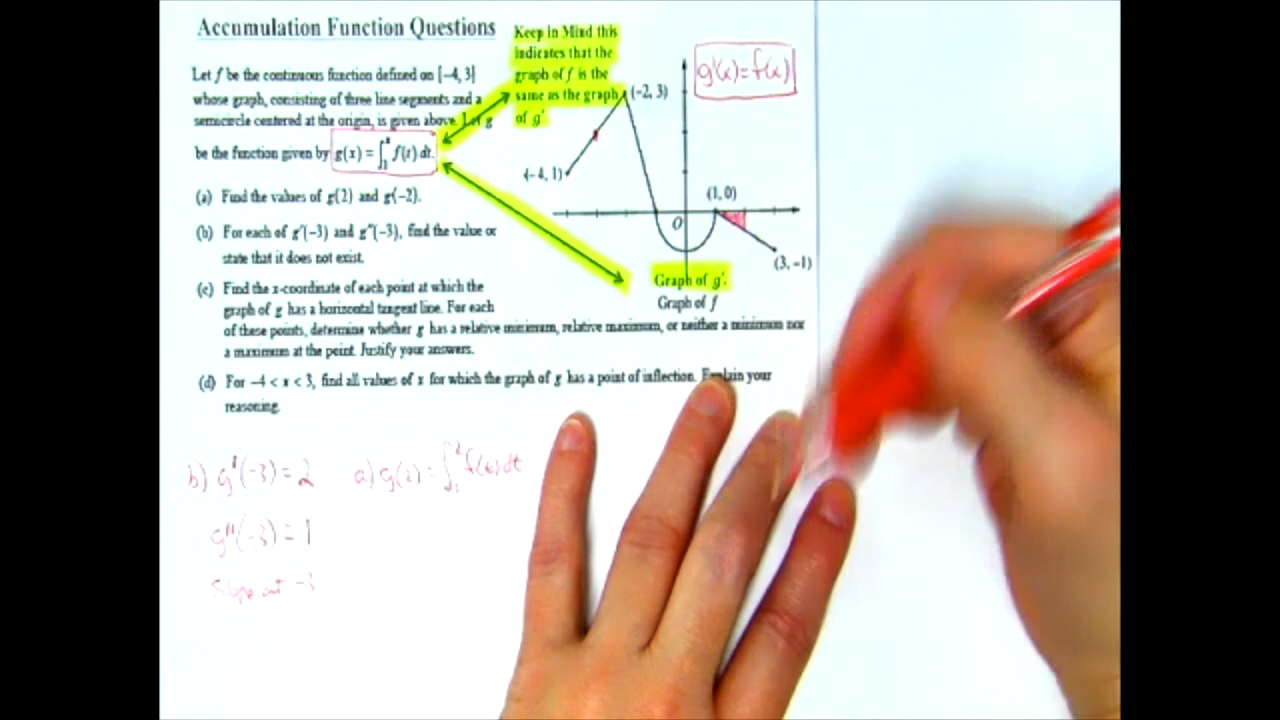 Accumulation Function Questions
Keep in Mind this
indicates that the
graph of f is the
same as the graph
of g'
g'(x)=f(x)
Let f be the continuous function defined on [−4, 3]
whose graph, consisting of three line segments and a
semicircle centered at the origin, is given above. Let g
be the function given by g(x) = ∫₁ˣ f(t) dt.
(−2, 3)
(−4, 1)
(1, 0)
O
(3, −1)
Graph of g'
Graph of f
(a) Find the values of g(2) and g(−2).
(b) For each of g'(−3) and g"(−3), find the value or
state that it does not exist.
(c) Find the x-coordinate of each point at which the
graph of g has a horizontal tangent line. For each
of these points, determine whether g has a relative minimum, relative maximum, or neither a minimum nor
a maximum at the point. Justify your answers.
(d) For −4 < x < 3, find all values of x for which the graph of g has a point of inflection. Explain your
reasoning.
b) g'(-3) = 2
a) g(2) = ∫₁² f(t) dt
g"(-3) = 1
Slope at -3